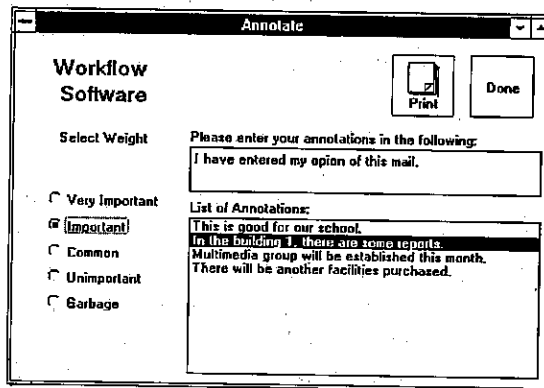 Annotate
Workflow
Software
Print
Done
Select Weight
Please enter your annotations in the following:
I have entered my opion of this mail.
Very Important
Important
Common
Unimportant
Garbage
List of Annotations:
This is good for our school.
In the building 1, there are some reports.
Multimedia group will be established this month.
There will be another facilities purchased.